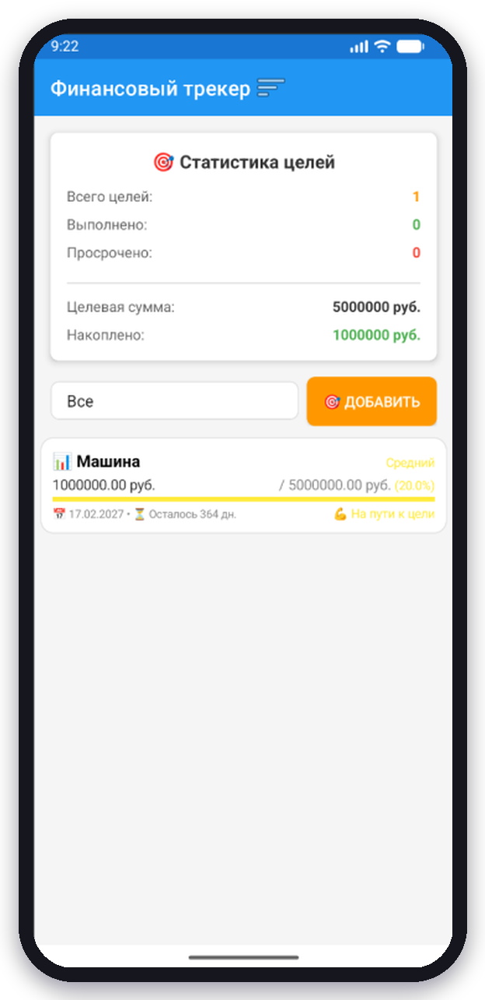 9:22
Финансовый трекер
🎯 Статистика целей
Всего целей: 1
Выполнено: 0
Просрочено: 0
Целевая сумма: 5000000 руб.
Накоплено: 1000000 руб.
Все 🎯 ДОБАВИТЬ
📊 Машина Средний
1000000.00 руб. / 5000000.00 руб. (20.0%)
📅 17.02.2027 • ⏳ Осталось 364 дн. 💪 На пути к цели